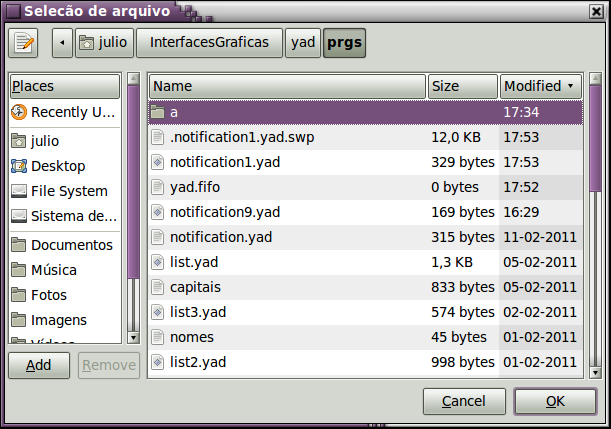 Selecão de arquivo
julio InterfacesGraficas yad prgs
Places Name Size Modified
Recently U... a 17:34
julio .notification1.yad.swp 12,0 KB 17:53
Desktop notification1.yad 329 bytes 17:53
File System yad.fifo 0 bytes 17:52
Sistema de... notification9.yad 169 bytes 16:29
Documentos notification.yad 315 bytes 11-02-2011
Música list.yad 1,3 KB 05-02-2011
Fotos capitais 833 bytes 05-02-2011
Imagens list3.yad 574 bytes 02-02-2011
Vídeos nomes 45 bytes 01-02-2011
list2.yad 998 bytes 01-02-2011
Add Remove
Cancel OK